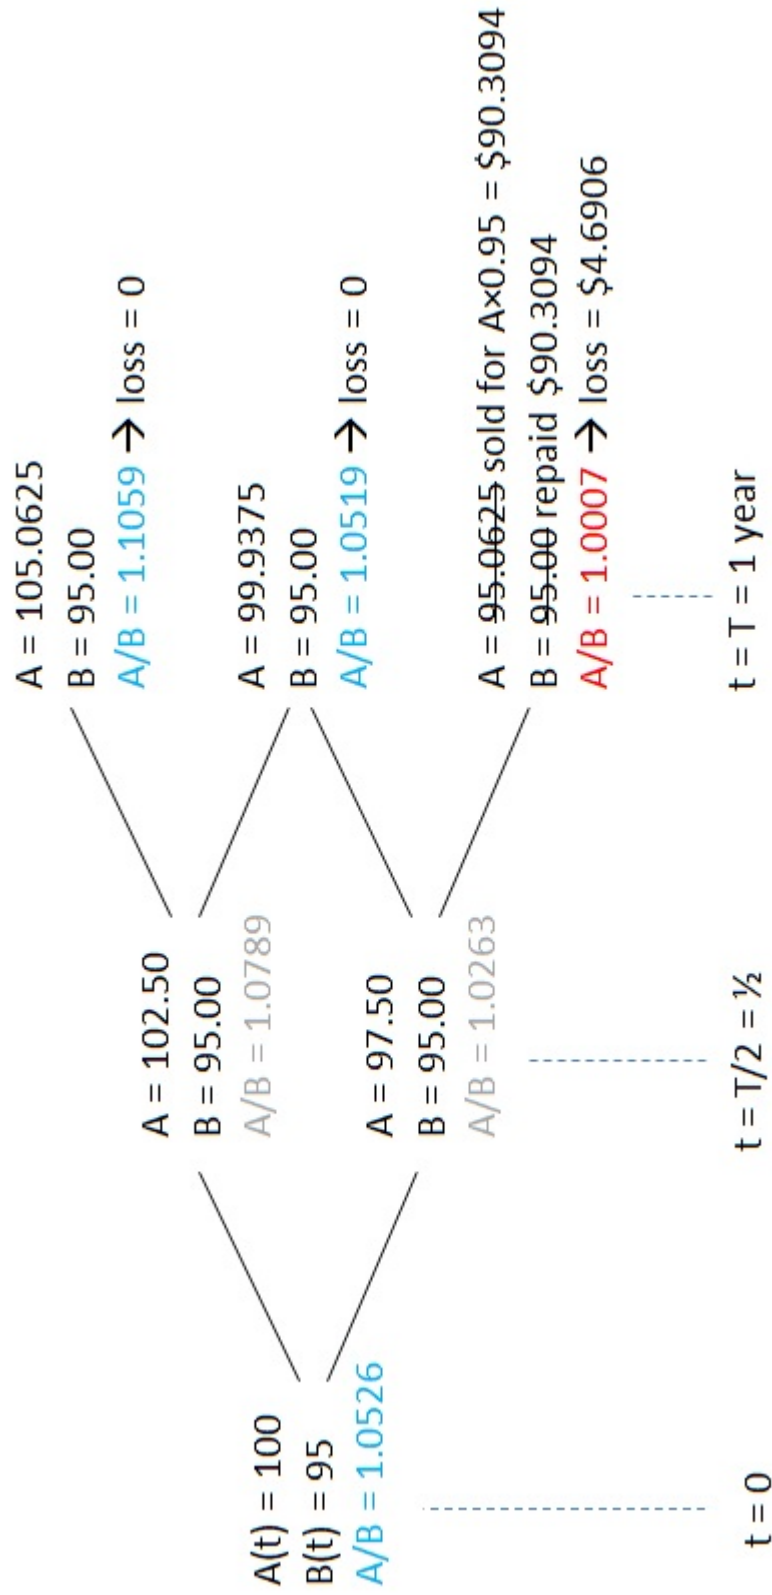 A(t) = 100
B(t) = 95
A/B = 1.0526
A = 102.50
B = 95.00
A/B = 1.0789
A = 97.50
B = 95.00
A/B = 1.0263
A = 105.0625
B = 95.00
A/B = 1.1059 → loss = 0
A = 99.9375
B = 95.00
A/B = 1.0519 → loss = 0
A = 95.0625 sold for A×0.95 = $90.3094
B = 95.00 repaid $90.3094
A/B = 1.0007 → loss = $4.6906
t = 0
t = T/2 = ½
t = T = 1 year